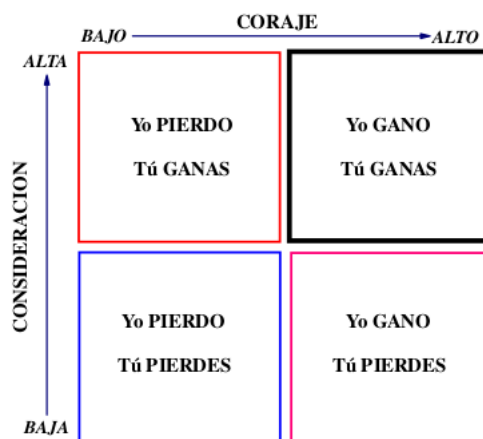 CORAJE
BAJO
ALTO
ALTA
CONSIDERACION
Yo PIERDO
Tú GANAS
Yo GANO
Tú GANAS
Yo PIERDO
Tú PIERDES
Yo GANO
Tú PIERDES
BAJA